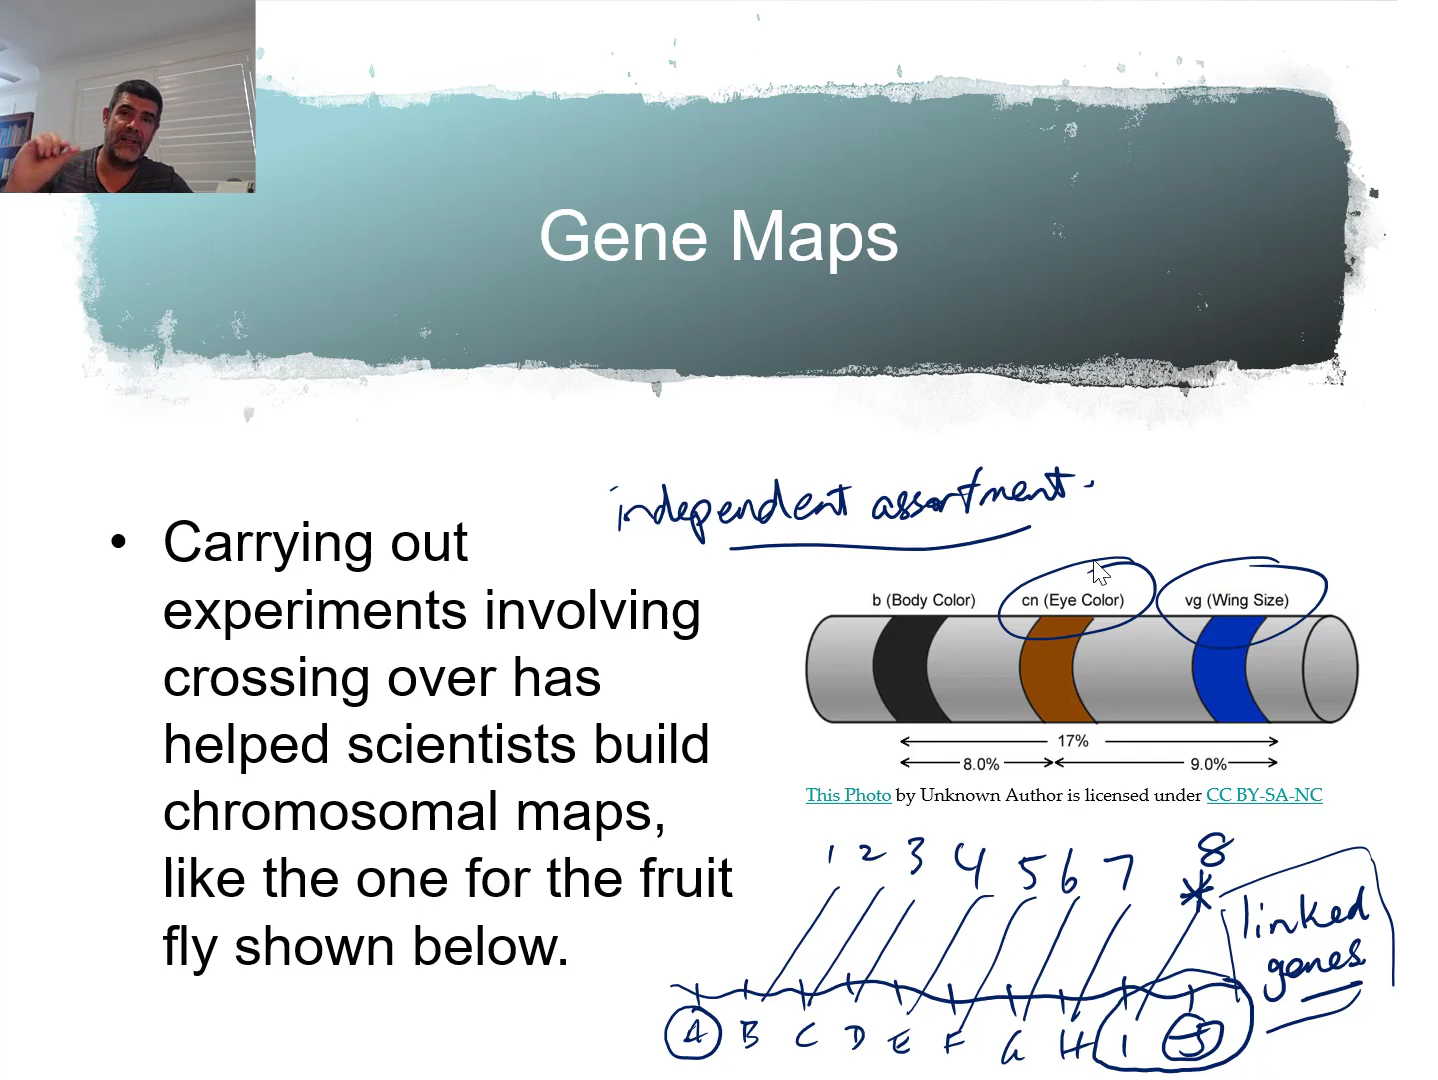 Gene Maps
independent assortment.
• Carrying out
experiments involving
crossing over has
helped scientists build
chromosomal maps,
like the one for the fruit
fly shown below.
b (Body Color) cn (Eye Color) vg (Wing Size)
17%
8.0% 9.0%
This Photo by Unknown Author is licensed under CC BY-SA-NC
1 2 3 4 5 6 7 8
*
linked
genes
A B C D E F G H I J